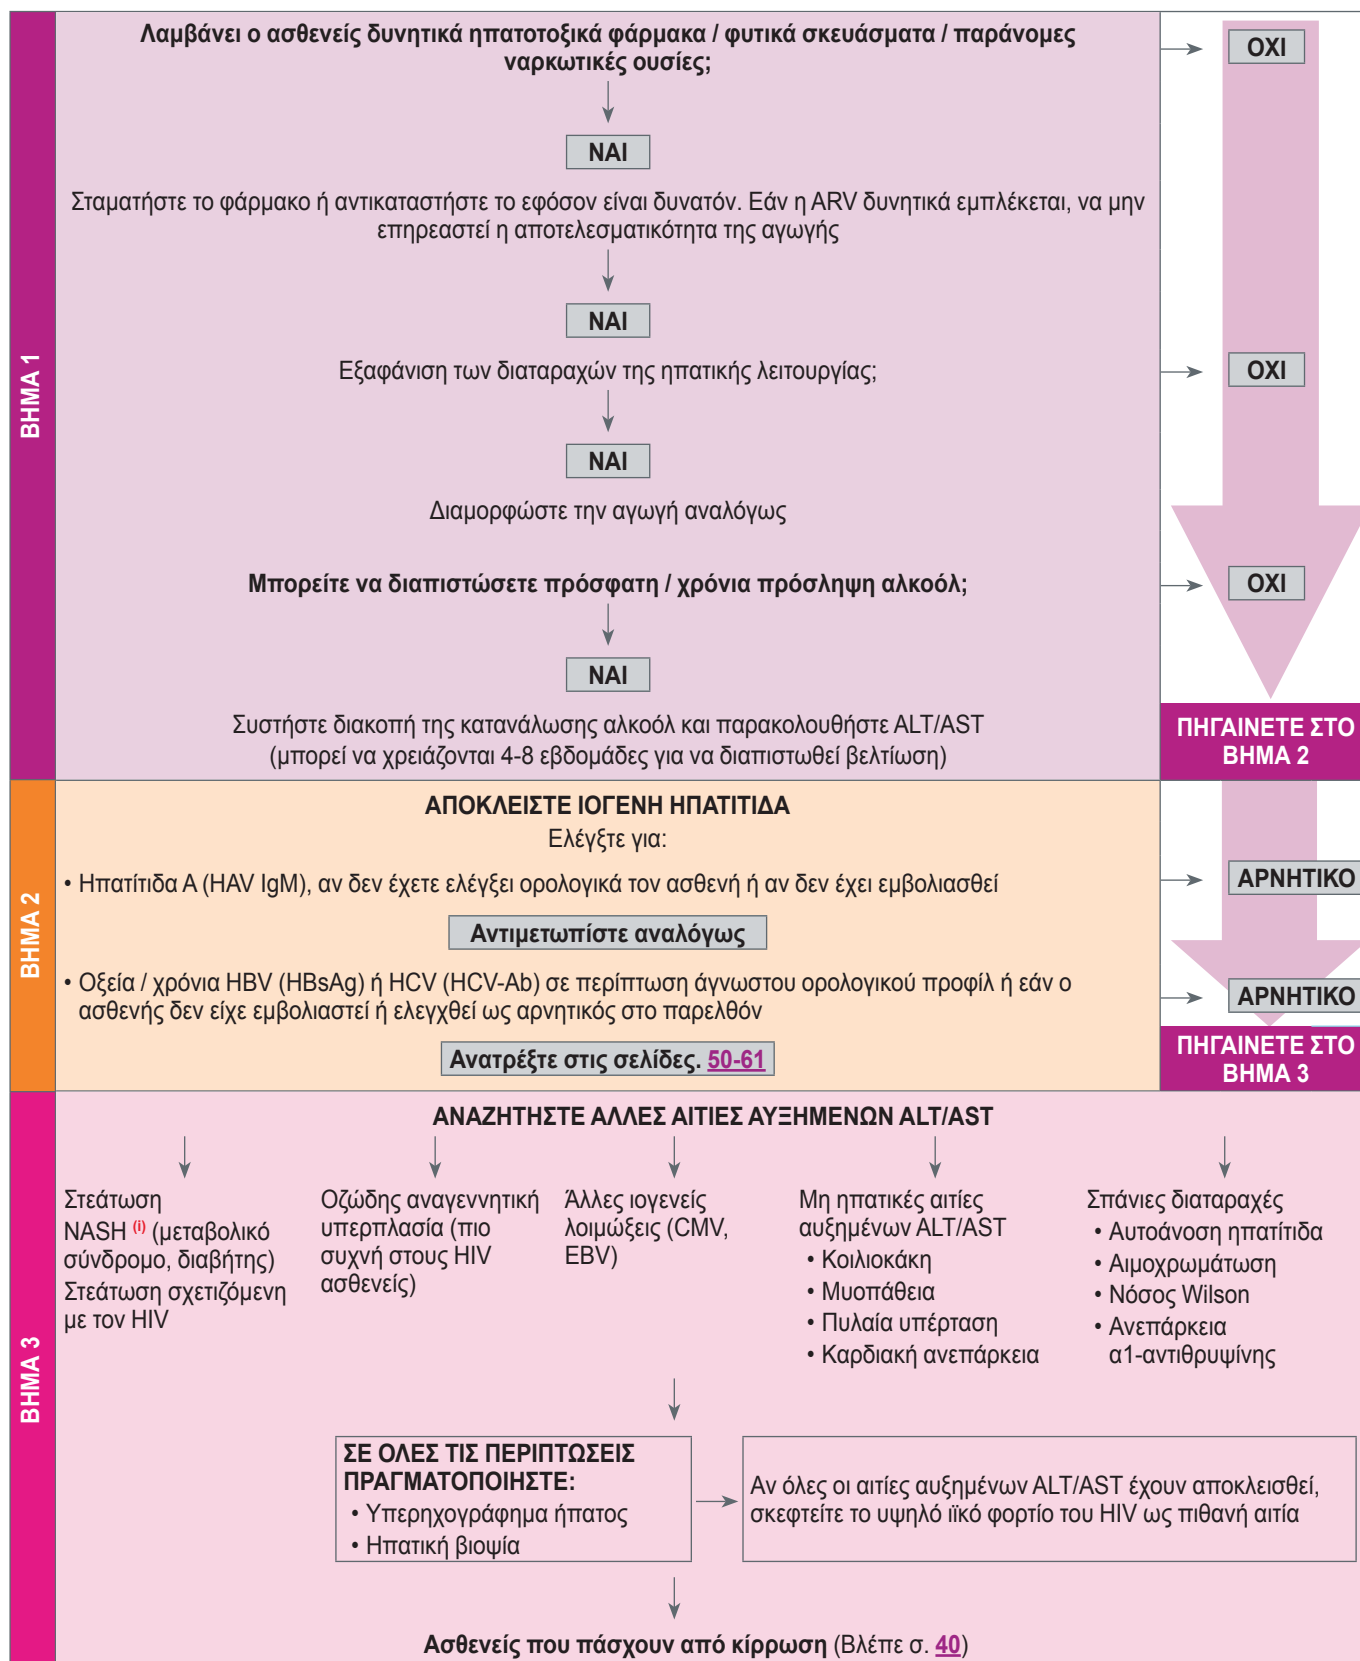 ΒΗΜΑ 1
Λαμβάνει ο ασθενείς δυνητικά ηπατοτοξικά φάρμακα / φυτικά σκευάσματα / παράνομες
ναρκωτικές ουσίες;
ΟΧΙ
ΝΑΙ
Σταματήστε το φάρμακο ή αντικαταστήστε το εφόσον είναι δυνατόν. Εάν η ARV δυνητικά εμπλέκεται, να μην
επηρεαστεί η αποτελεσματικότητα της αγωγής
ΝΑΙ
Εξαφάνιση των διαταραχών της ηπατικής λειτουργίας;
ΟΧΙ
ΝΑΙ
Διαμορφώστε την αγωγή αναλόγως
Μπορείτε να διαπιστώσετε πρόσφατη / χρόνια πρόσληψη αλκοόλ;
ΟΧΙ
ΝΑΙ
Συστήστε διακοπή της κατανάλωσης αλκοόλ και παρακολουθήστε ALT/AST
(μπορεί να χρειάζονται 4-8 εβδομάδες για να διαπιστωθεί βελτίωση)
ΠΗΓΑΙΝΕΤΕ ΣΤΟ
ΒΗΜΑ 2
ΒΗΜΑ 2
ΑΠΟΚΛΕΙΣΤΕ ΙΟΓΕΝΗ ΗΠΑΤΙΤΙΔΑ
Ελέγξτε για:
• Ηπατίτιδα Α (HAV IgM), αν δεν έχετε ελέγξει ορολογικά τον ασθενή ή αν δεν έχει εμβολιασθεί
ΑΡΝΗΤΙΚΟ
Αντιμετωπίστε αναλόγως
• Οξεία / χρόνια HBV (HBsAg) ή HCV (HCV-Ab) σε περίπτωση άγνωστου ορολογικού προφίλ ή εάν ο
ασθενής δεν είχε εμβολιαστεί ή ελεγχθεί ως αρνητικός στο παρελθόν
ΑΡΝΗΤΙΚΟ
Ανατρέξτε στις σελίδες. 50-61
ΠΗΓΑΙΝΕΤΕ ΣΤΟ
ΒΗΜΑ 3
ΒΗΜΑ 3
ΑΝΑΖΗΤΗΣΤΕ ΑΛΛΕΣ ΑΙΤΙΕΣ ΑΥΞΗΜΕΝΩΝ ALT/AST
Στεάτωση
NASH (i) (μεταβολικό
σύνδρομο, διαβήτης)
Στεάτωση σχετιζόμενη
με τον HIV
Οζώδης αναγεννητική
υπερπλασία (πιο
συχνή στους HIV
ασθενείς)
Άλλες ιογενείς
λοιμώξεις (CMV,
EBV)
Μη ηπατικές αιτίες
αυξημένων ALT/AST
• Κοιλιοκάκη
• Μυοπάθεια
• Πυλαία υπέρταση
• Καρδιακή ανεπάρκεια
Σπάνιες διαταραχές
• Αυτοάνοση ηπατίτιδα
• Αιμοχρωμάτωση
• Νόσος Wilson
• Ανεπάρκεια
α1-αντιθρυψίνης
ΣΕ ΟΛΕΣ ΤΙΣ ΠΕΡΙΠΤΩΣΕΙΣ
ΠΡΑΓΜΑΤΟΠΟΙΗΣΤΕ:
• Υπερηχογράφημα ήπατος
• Ηπατική βιοψία
Αν όλες οι αιτίες αυξημένων ALT/AST έχουν αποκλεισθεί,
σκεφτείτε το υψηλό ιϊκό φορτίο του HIV ως πιθανή αιτία
Ασθενείς που πάσχουν από κίρρωση (Βλέπε σ. 40)